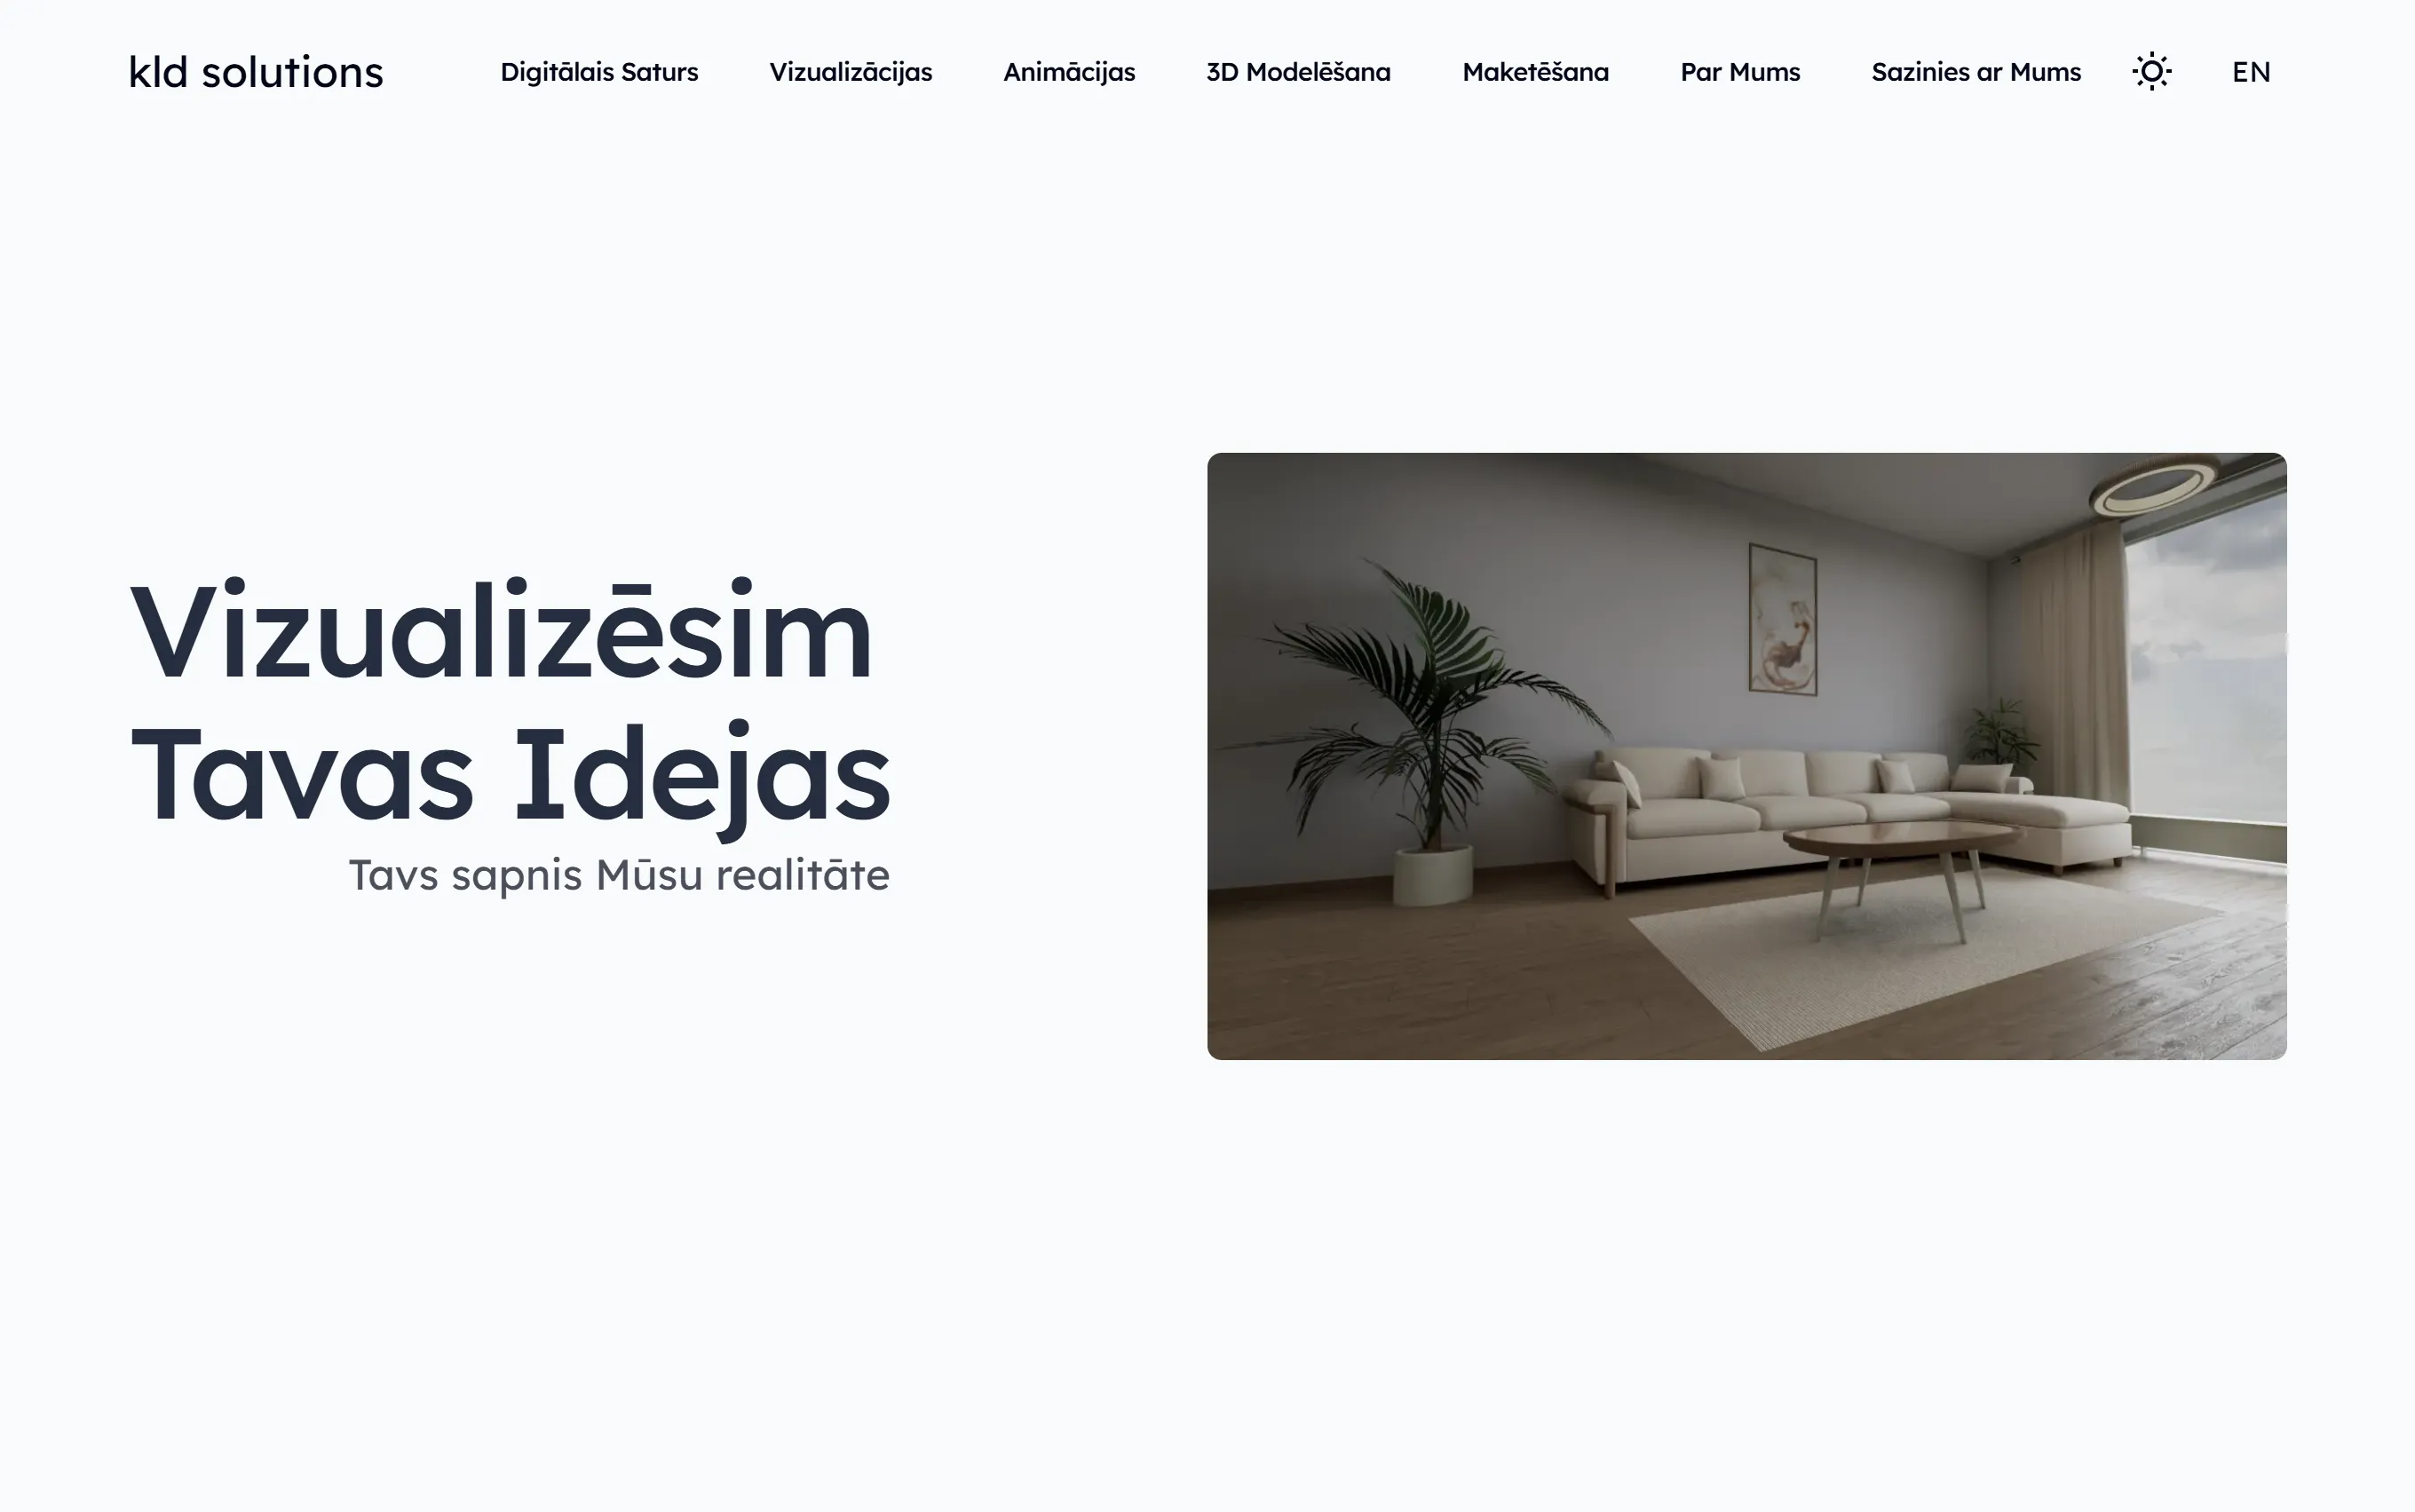 kld solutions
Digitālais Saturs
Vizualizācijas
Animācijas
3D Modelēšana
Maketēšana
Par Mums
Sazinies ar Mums
EN
Vizualizēsim
Tavas Idejas
Tavs sapnis Mūsu realitāte